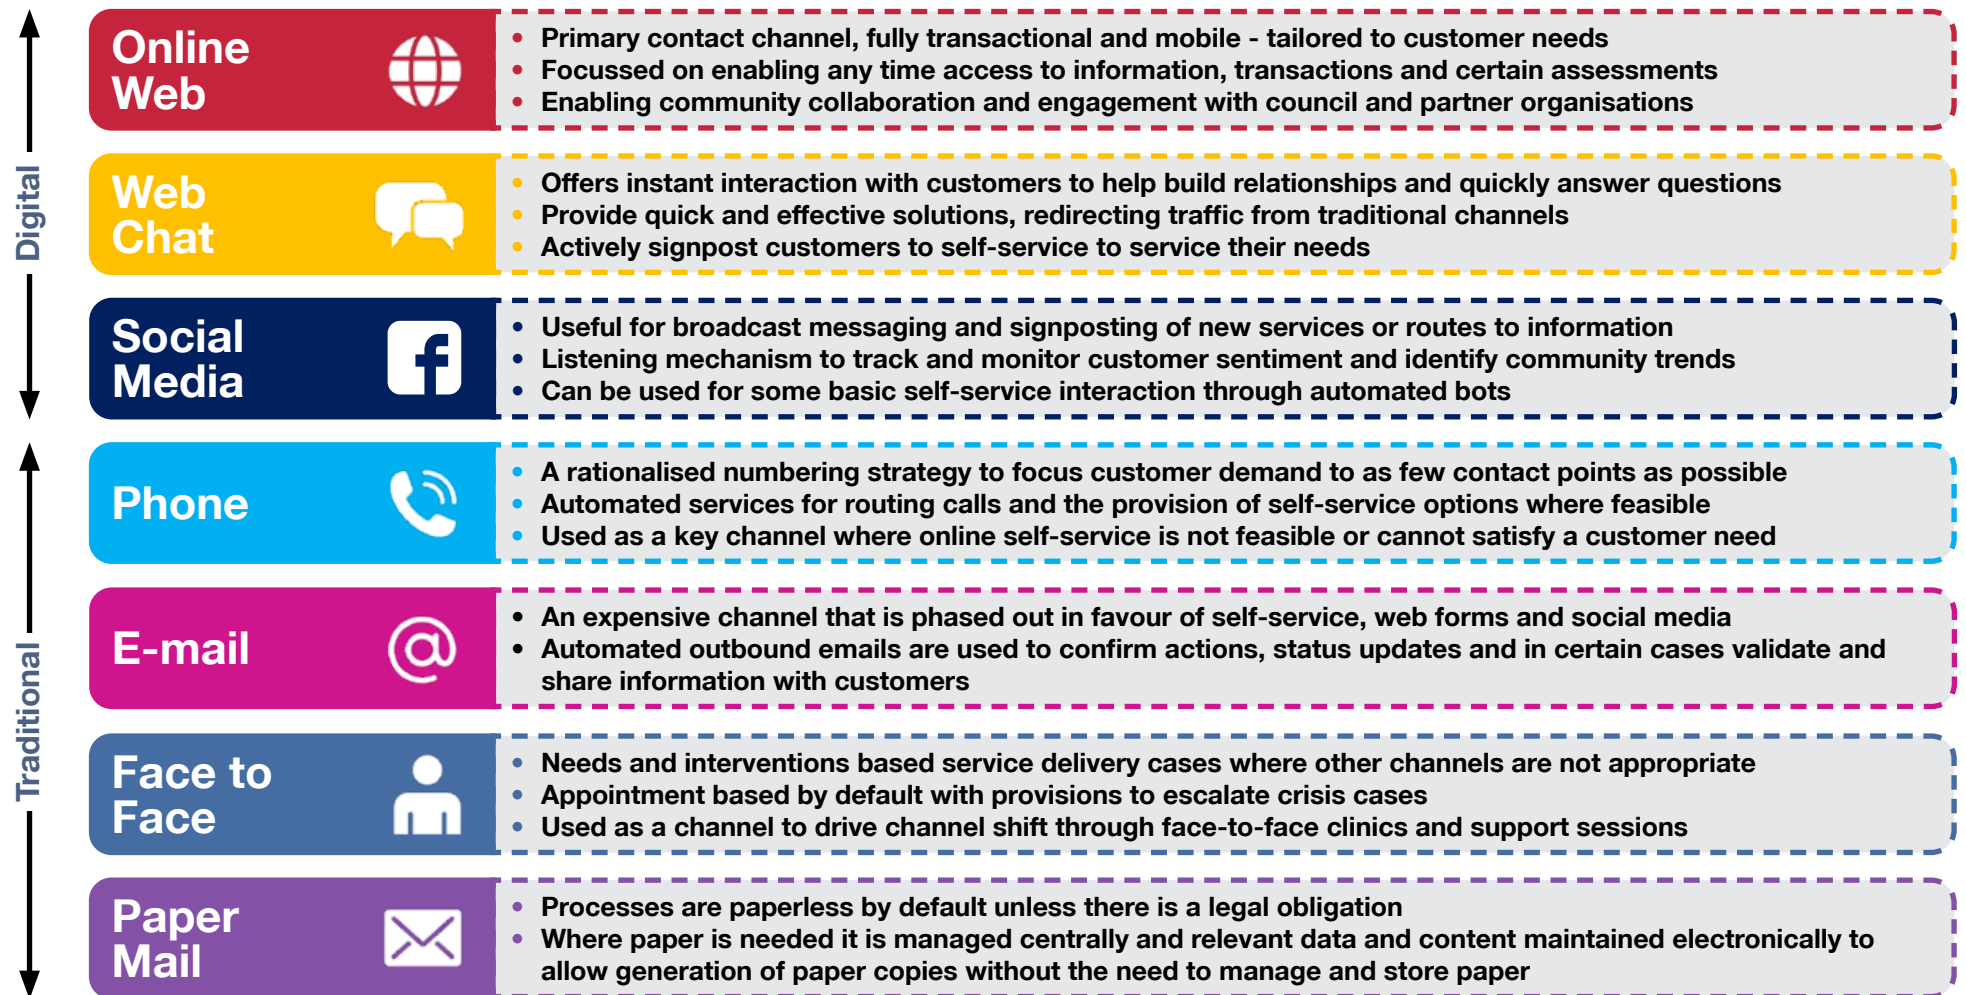 Digital
Traditional
Online
Web
• Primary contact channel, fully transactional and mobile - tailored to customer needs
• Focussed on enabling any time access to information, transactions and certain assessments
• Enabling community collaboration and engagement with council and partner organisations
Web
Chat
• Offers instant interaction with customers to help build relationships and quickly answer questions
• Provide quick and effective solutions, redirecting traffic from traditional channels
• Actively signpost customers to self-service to service their needs
Social
Media
• Useful for broadcast messaging and signposting of new services or routes to information
• Listening mechanism to track and monitor customer sentiment and identify community trends
• Can be used for some basic self-service interaction through automated bots
Phone
• A rationalised numbering strategy to focus customer demand to as few contact points as possible
• Automated services for routing calls and the provision of self-service options where feasible
• Used as a key channel where online self-service is not feasible or cannot satisfy a customer need
E-mail
• An expensive channel that is phased out in favour of self-service, web forms and social media
• Automated outbound emails are used to confirm actions, status updates and in certain cases validate and
share information with customers
Face to
Face
• Needs and interventions based service delivery cases where other channels are not appropriate
• Appointment based by default with provisions to escalate crisis cases
• Used as a channel to drive channel shift through face-to-face clinics and support sessions
Paper
Mail
• Processes are paperless by default unless there is a legal obligation
• Where paper is needed it is managed centrally and relevant data and content maintained electronically to
allow generation of paper copies without the need to manage and store paper